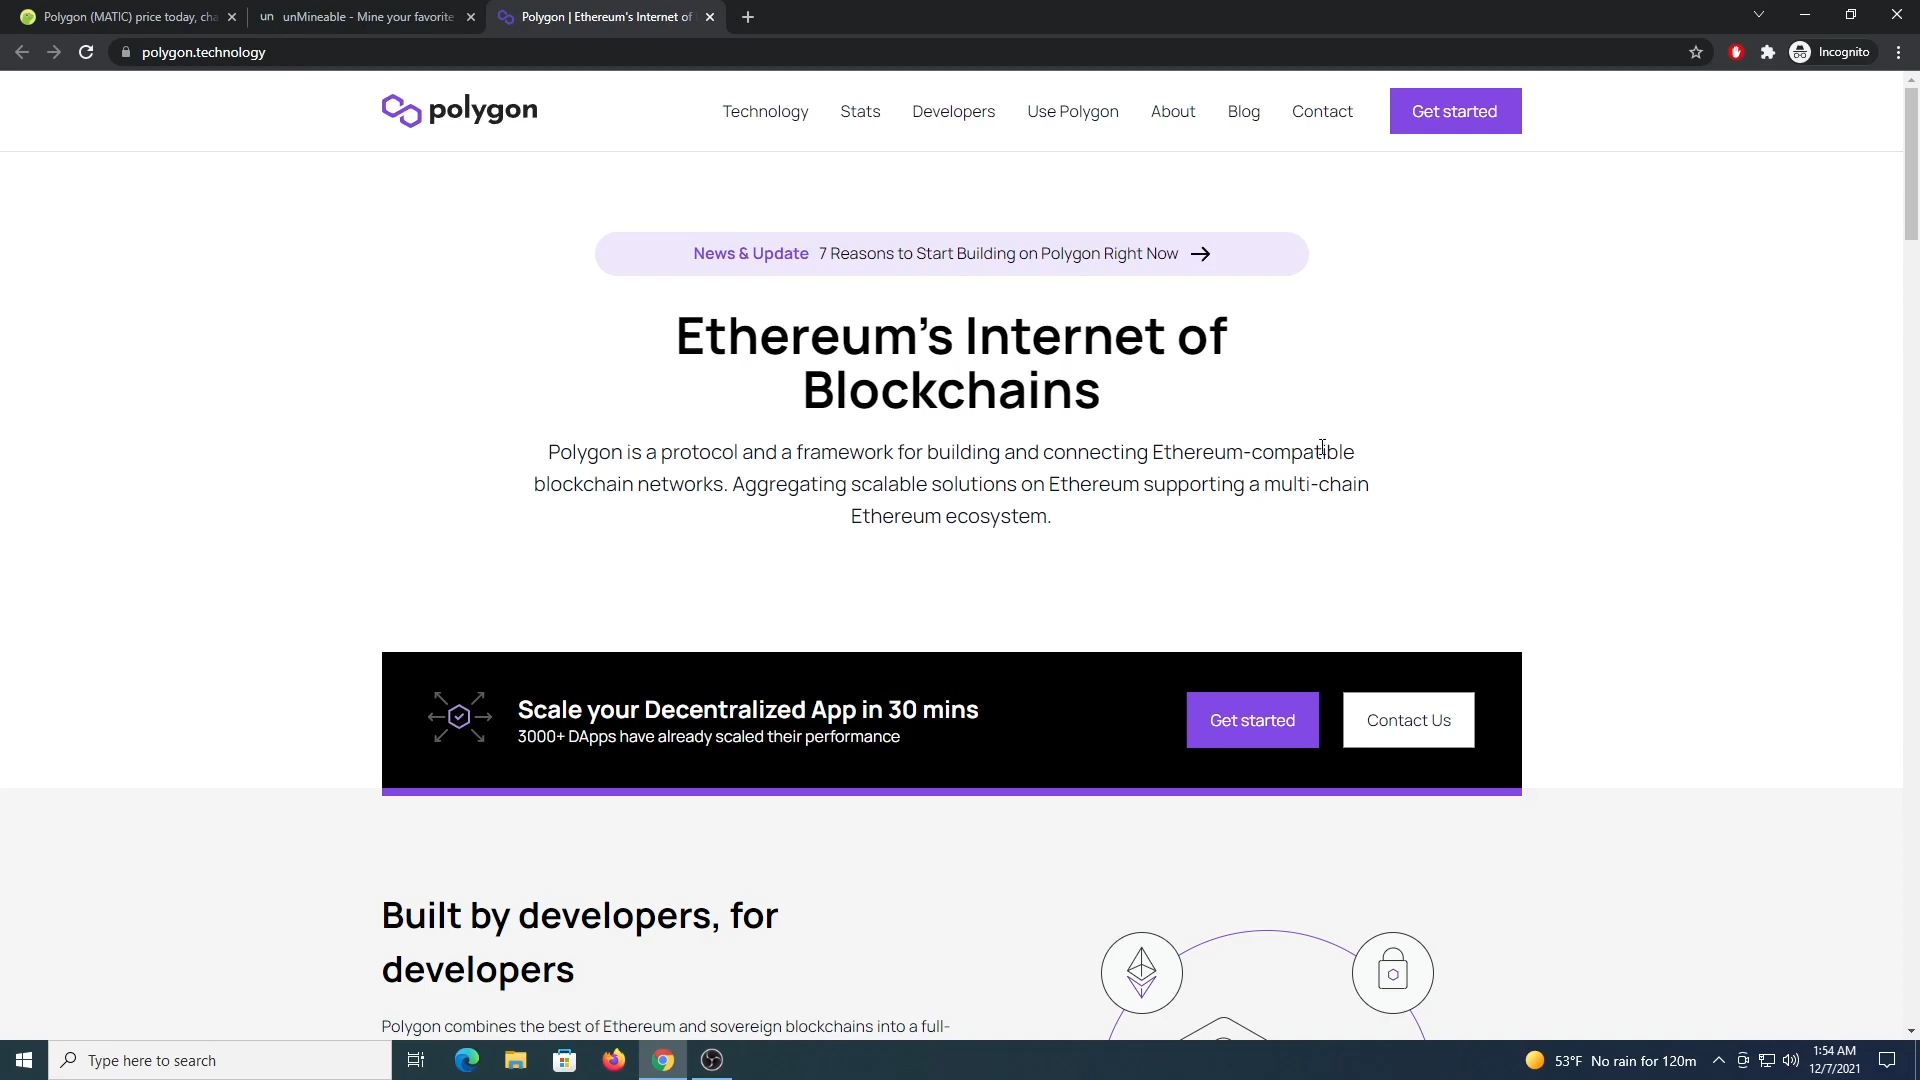 Polygon (MATIC) price today, cha
un unMineable - Mine your favorite
Polygon | Ethereum's Internet of
polygon.technology
Incognito
polygon
Technology
Stats
Developers
Use Polygon
About
Blog
Contact
Get started
News & Update 7 Reasons to Start Building on Polygon Right Now
Ethereum's Internet of
Blockchains
Polygon is a protocol and a framework for building and connecting Ethereum-compatible
blockchain networks. Aggregating scalable solutions on Ethereum supporting a multi-chain
Ethereum ecosystem.
Scale your Decentralized App in 30 mins
3000+ DApps have already scaled their performance
Get started
Contact Us
Built by developers, for
developers
Polygon combines the best of Ethereum and sovereign blockchains into a full-
Type here to search
53°F No rain for 120m
1:54 AM
12/7/2021